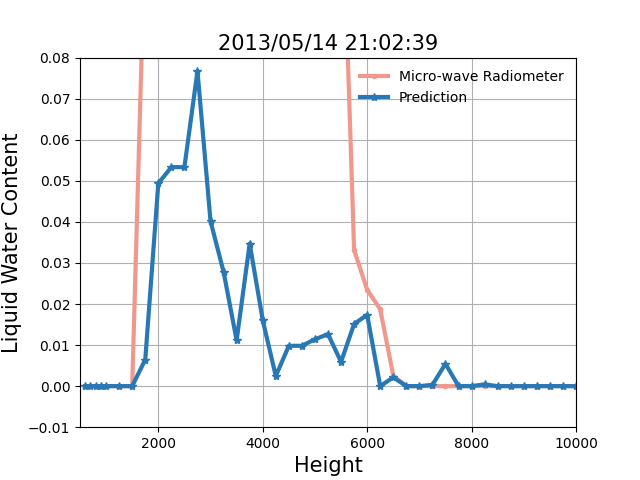 2013/05/14 21:02:39
Micro-wave Radiometer
Prediction
Liquid Water Content
0.08
0.07
0.06
0.05
0.04
0.03
0.02
0.01
0.00
−0.01
2000 4000 6000 8000 10000
Height